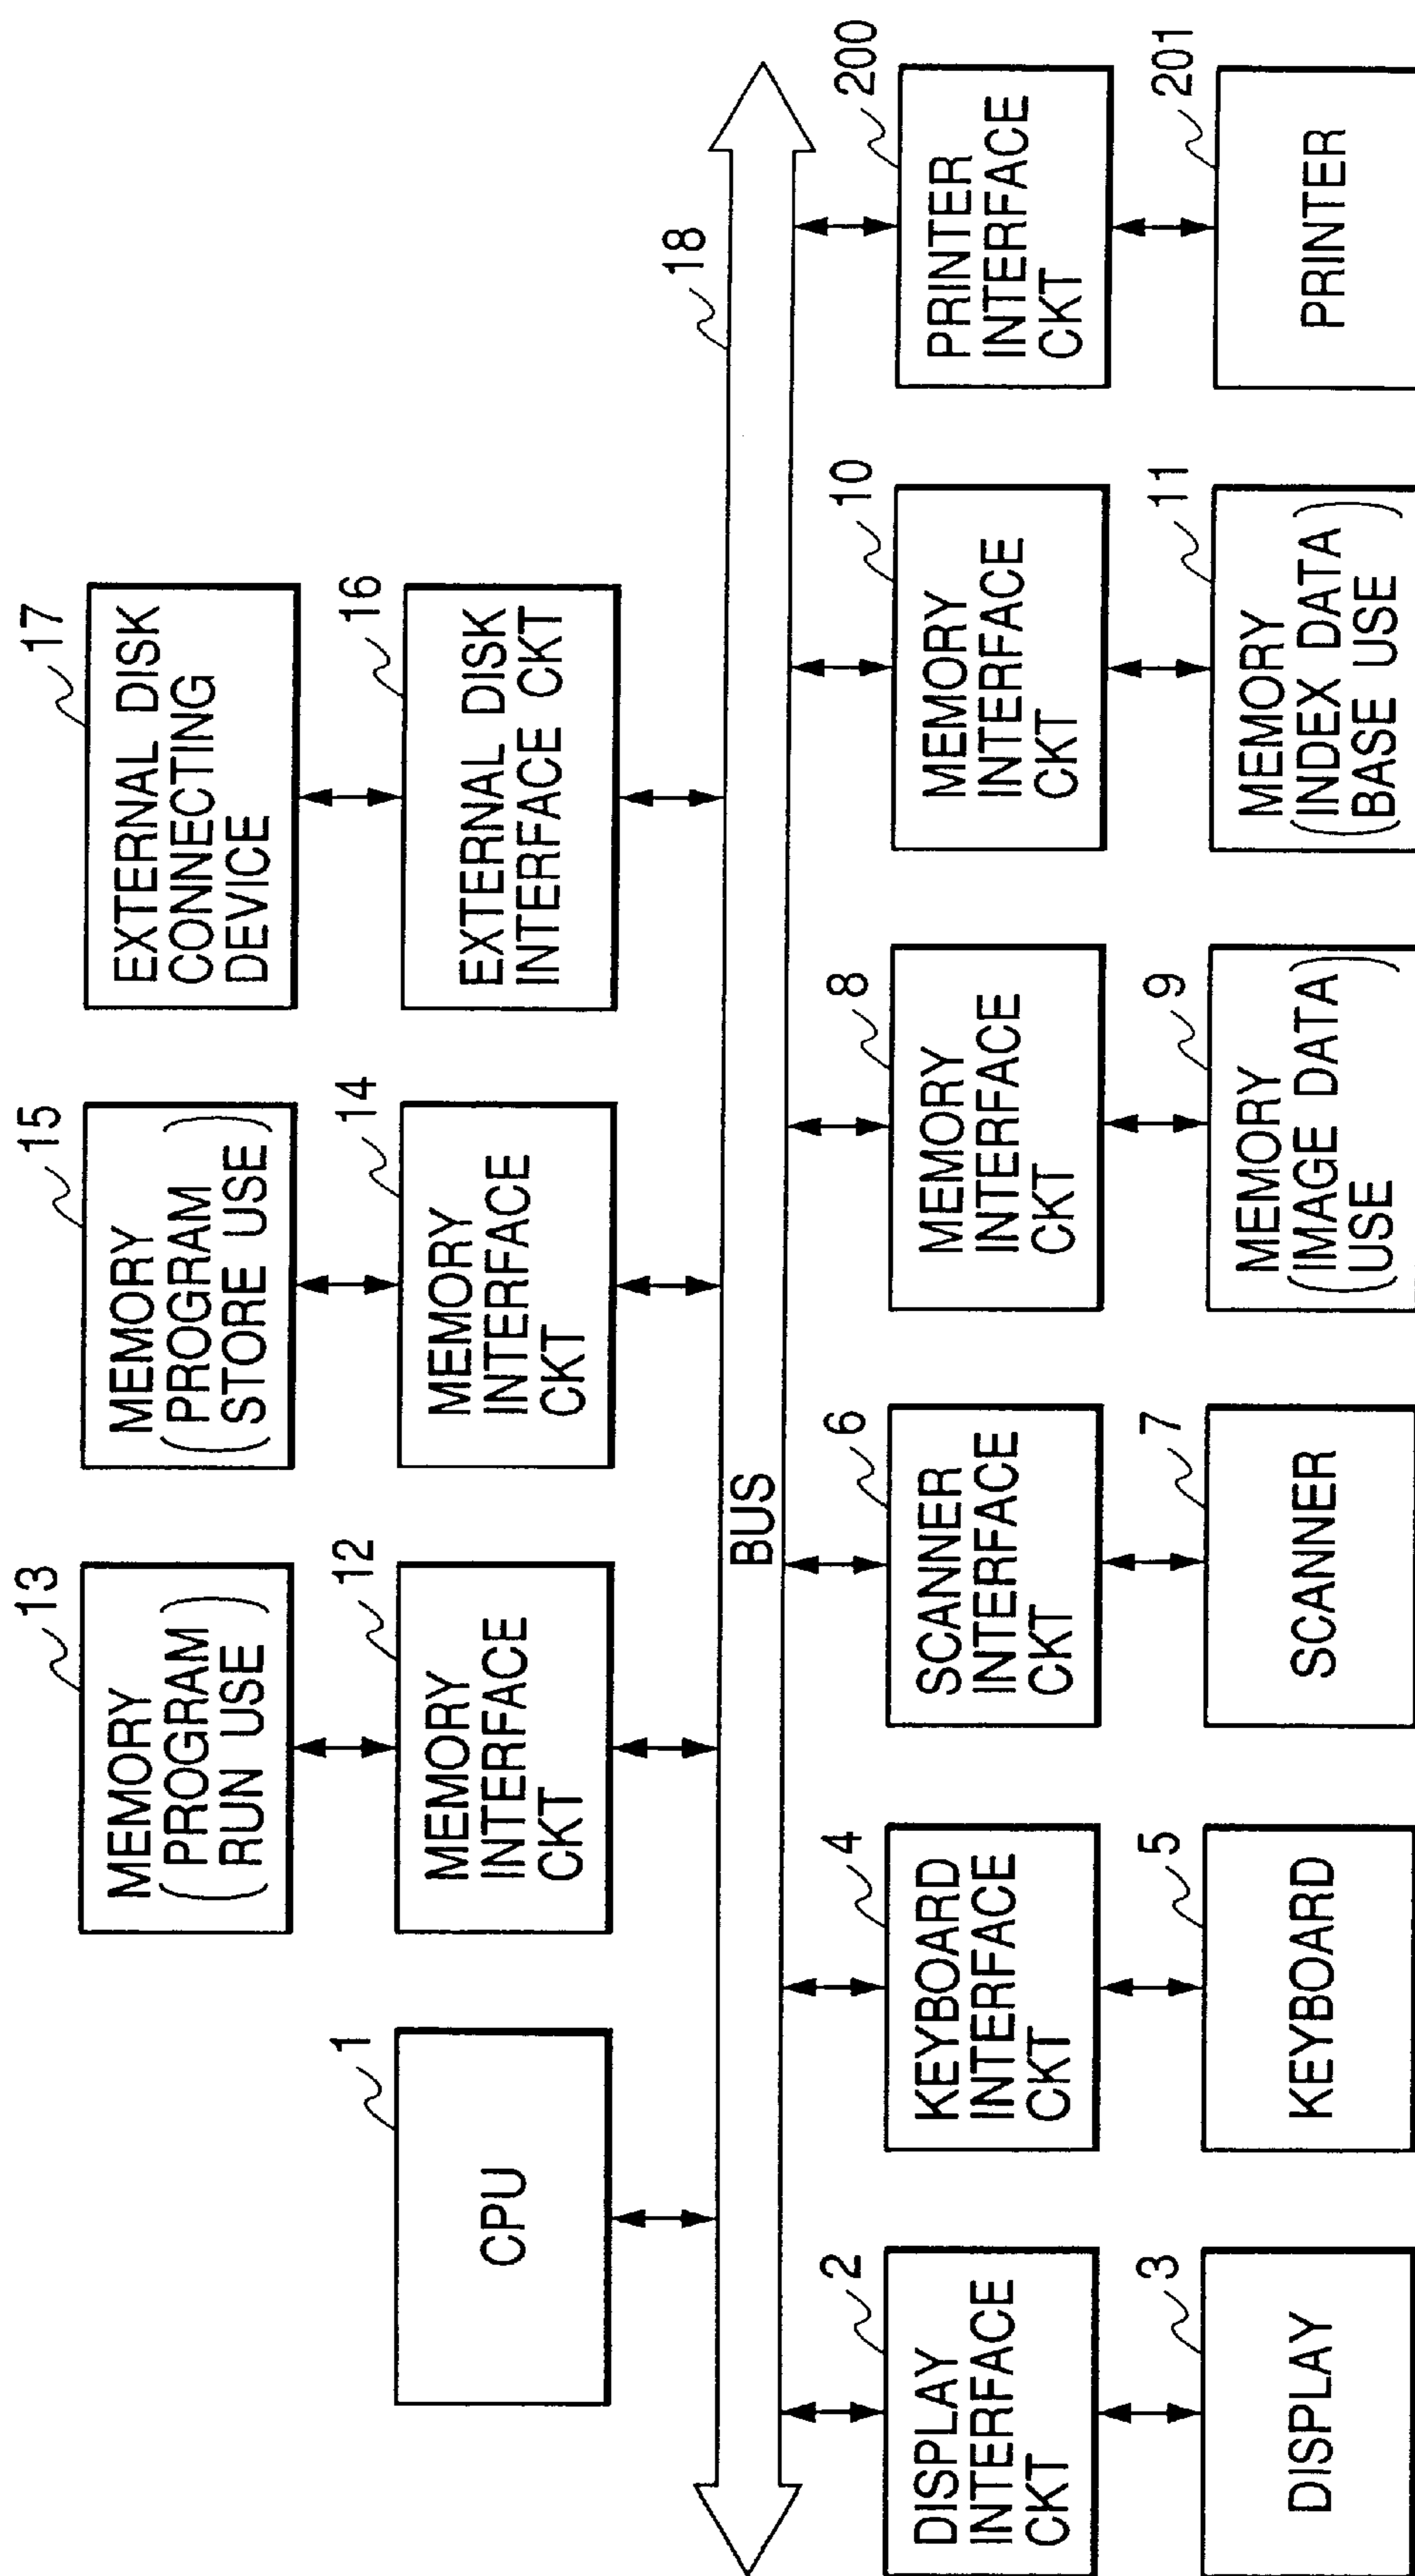 17
EXTERNAL DISK
CONNECTING
DEVICE
15
MEMORY
(PROGRAM
STORE USE)
13
MEMORY
(PROGRAM
RUN USE)
16
EXTERNAL DISK
INTERFACE CKT
14
MEMORY
INTERFACE
CKT
12
MEMORY
INTERFACE
CKT
1
CPU
18
BUS
2
DISPLAY
INTERFACE
CKT
4
KEYBOARD
INTERFACE
CKT
6
SCANNER
INTERFACE
CKT
8
MEMORY
INTERFACE
CKT
10
MEMORY
INTERFACE
CKT
200
PRINTER
INTERFACE
CKT
3
DISPLAY
5
KEYBOARD
7
SCANNER
9
MEMORY
(IMAGE DATA
USE)
11
MEMORY
(INDEX DATA
BASE USE)
201
PRINTER